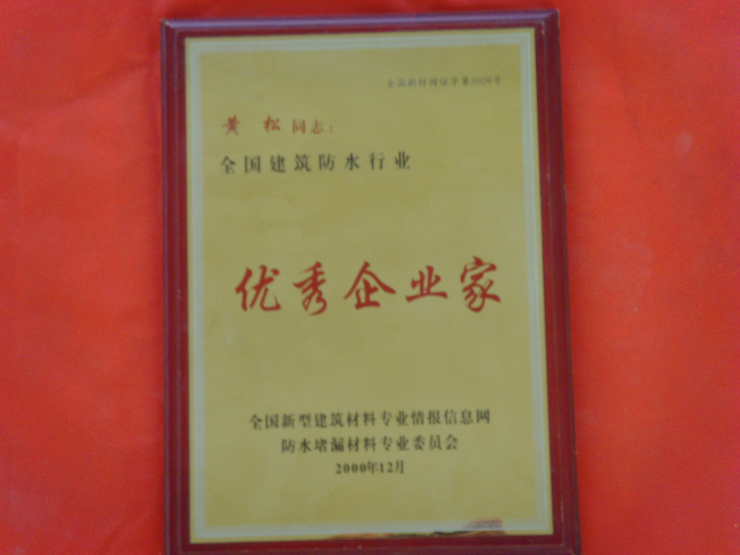 黄 松 同志：
全国建筑防水行业
优秀企业家
全国新型建筑材料专业情报信息网
防水堵漏材料专业委员会
2000年12月